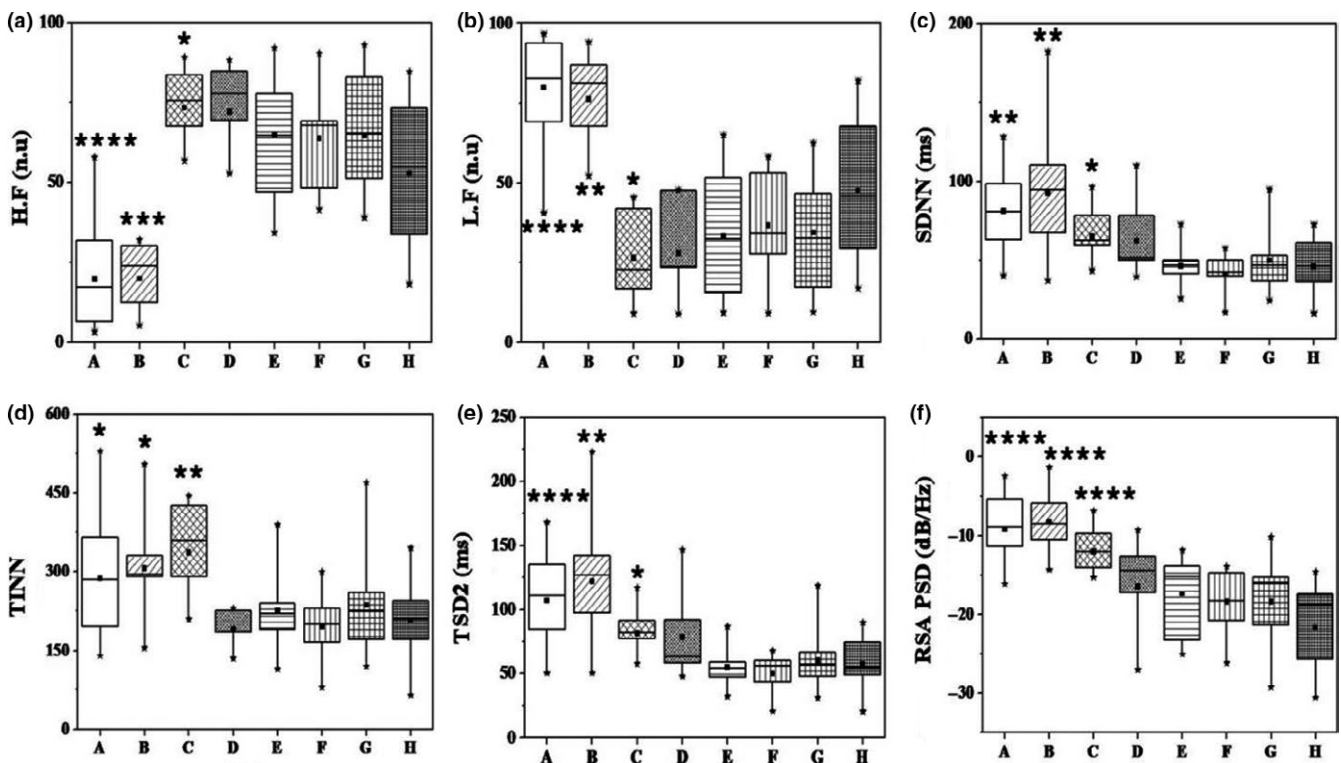 (a)
100
50
0
H.F (n.u)
****
***
*
A B C D E F G H
(b)
100
50
0
L.F (n.u)
****
**
*
A B C D E F G H
(c)
200
100
0
SDNN (ms)
**
**
*
A B C D E F G H
(d)
600
450
300
150
0
TINN
*
*
**
A B C D E F G H
(e)
250
200
150
100
50
0
TSD2 (ms)
****
**
*
A B C D E F G H
(f)
0
−10
−20
−30
RSA PSD (dB/Hz)
****
****
****
A B C D E F G H